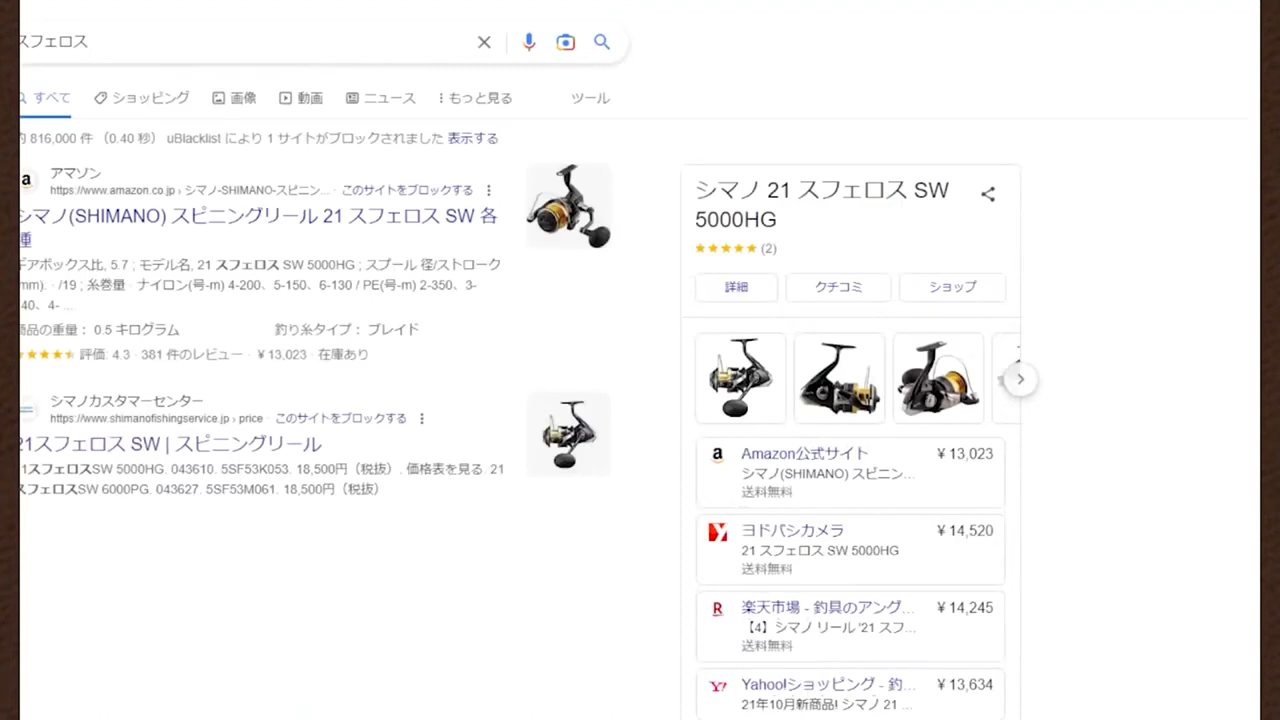 スフェロス
すべて ショッピング 画像 動画 ニュース もっと見る ツール
816,000 件 (0.40 秒) uBlacklist により 1 サイトがブロックされました 表示する
アマゾン
https://www.amazon.co.jp › シマノ-SHIMANO-スピニン... · このサイトをブロックする
シマノ(SHIMANO) スピニングリール 21 スフェロス SW 各
種
ギアボックス比, 5.7 ; モデル名, 21 スフェロス SW 5000HG ; スプール 径/ストローク
mm). · /19 ; 糸巻量 · ナイロン(号-m) 4-200、5-150、6-130 / PE(号-m) 2-350、3-
40、4- ...
商品の重量： 0.5 キログラム 釣り糸タイプ： ブレイド
評価: 4.3 · 381 件のレビュー · ￥13,023 · 在庫あり
シマノカスタマーセンター
https://www.shimanofishingservice.jp › price · このサイトをブロックする
21スフェロス SW | スピニングリール
1スフェロスSW 5000HG. 043610. 5SF53K053. 18,500円（税抜）. 価格表を見る. 21
スフェロスSW 6000PG. 043627. 5SF53M061. 18,500円（税抜）
シマノ 21 スフェロス SW
5000HG
(2)
詳細 クチコミ ショップ
Amazon公式サイト ￥13,023
シマノ(SHIMANO) スピニン...
送料無料
ヨドバシカメラ ￥14,520
21 スフェロス SW 5000HG
送料無料
楽天市場 - 釣具のアング... ￥14,245
【4】シマノ リール '21 スフ...
送料無料
Yahoo!ショッピング - 釣... ￥13,634
21年10月新商品! シマノ 21 ...